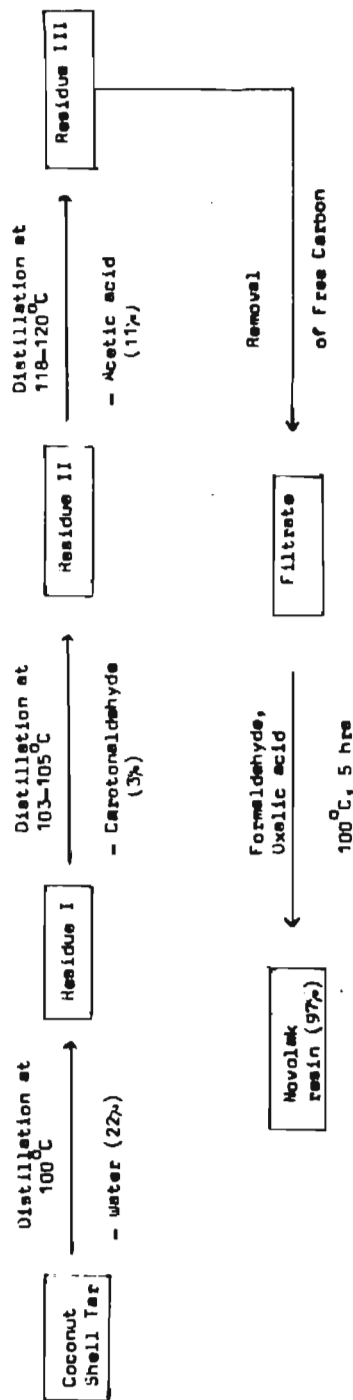 Coconut
Shell Tar
Distillation at
100°C
- Water (22%)
Residue I
Distillation at
103-105°C
- Carotonaldehyde
(3%)
Residue II
Distillation at
118-120°C
- Acetic acid
(11%)
Residue III
Removal
of Free Carbon
Filtrate
Formaldehyde,
Oxalic acid
100°C, 5 hrs
Novolak
resin (97%)